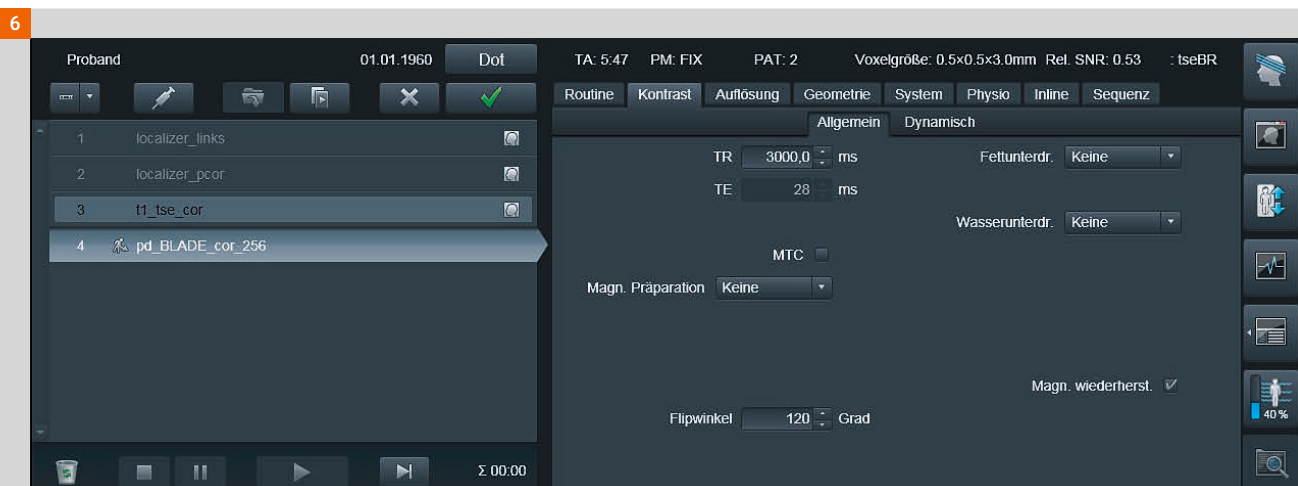 6
Proband 01.01.1960 Dot
TA: 5:47 PM: FIX PAT: 2 Voxelgröße: 0.5×0.5×3.0mm Rel. SNR: 0.53 : tseBR
Routine Kontrast Auflösung Geometrie System Physio Inline Sequenz
Allgemein Dynamisch
1 localizer_links
2 localizer_pcor
3 t1_tse_cor
4 pd_BLADE_cor_256
TR 3000,0 ms Fettunterdr. Keine
TE 28 ms
Wasserunterdr. Keine
MTC
Magn. Präparation Keine
Magn. wiederherst.
Flipwinkel 120 Grad
40 %
Σ 00:00